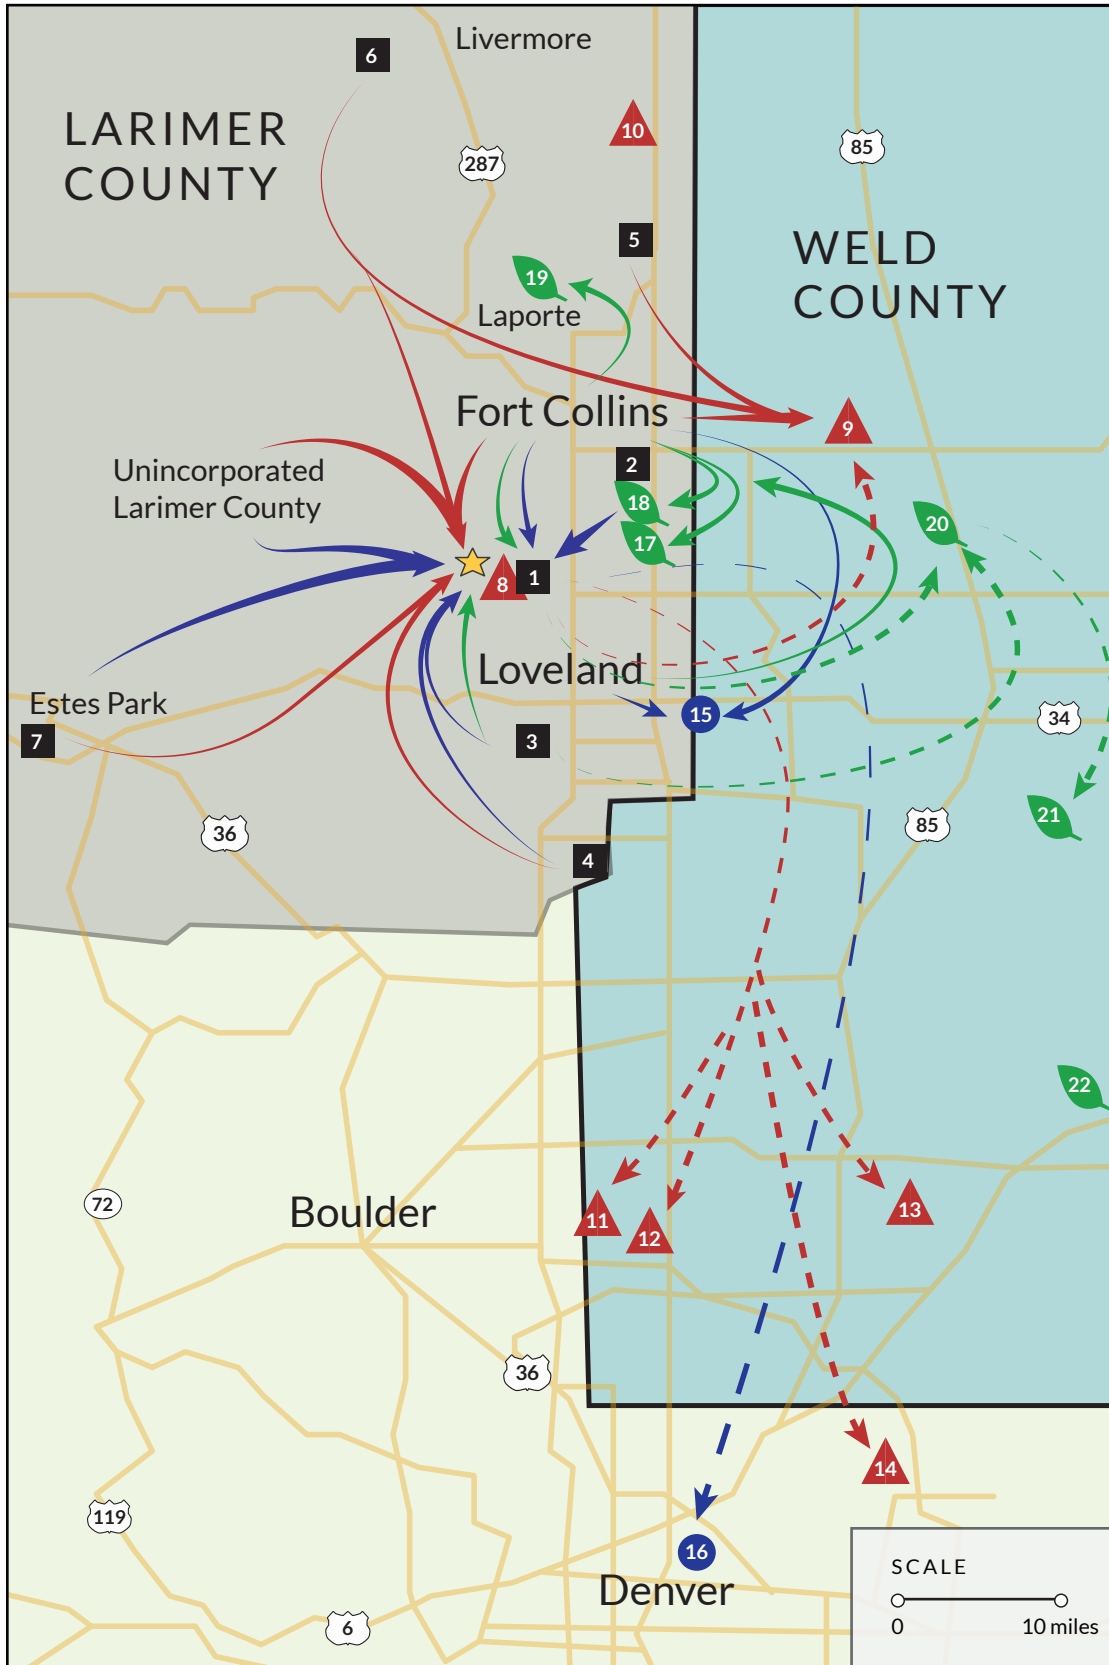 6
Livermore
LARIMER
COUNTY
10
287
85
5
WELD
COUNTY
19
Laporte
Fort Collins
9
Unincorporated
Larimer County
2
18
17
20
8
1
Loveland
Estes Park
7
3
15
34
36
4
85
21
22
72
Boulder
11
12
13
36
14
119
16
Denver
6
SCALE
0
10 miles